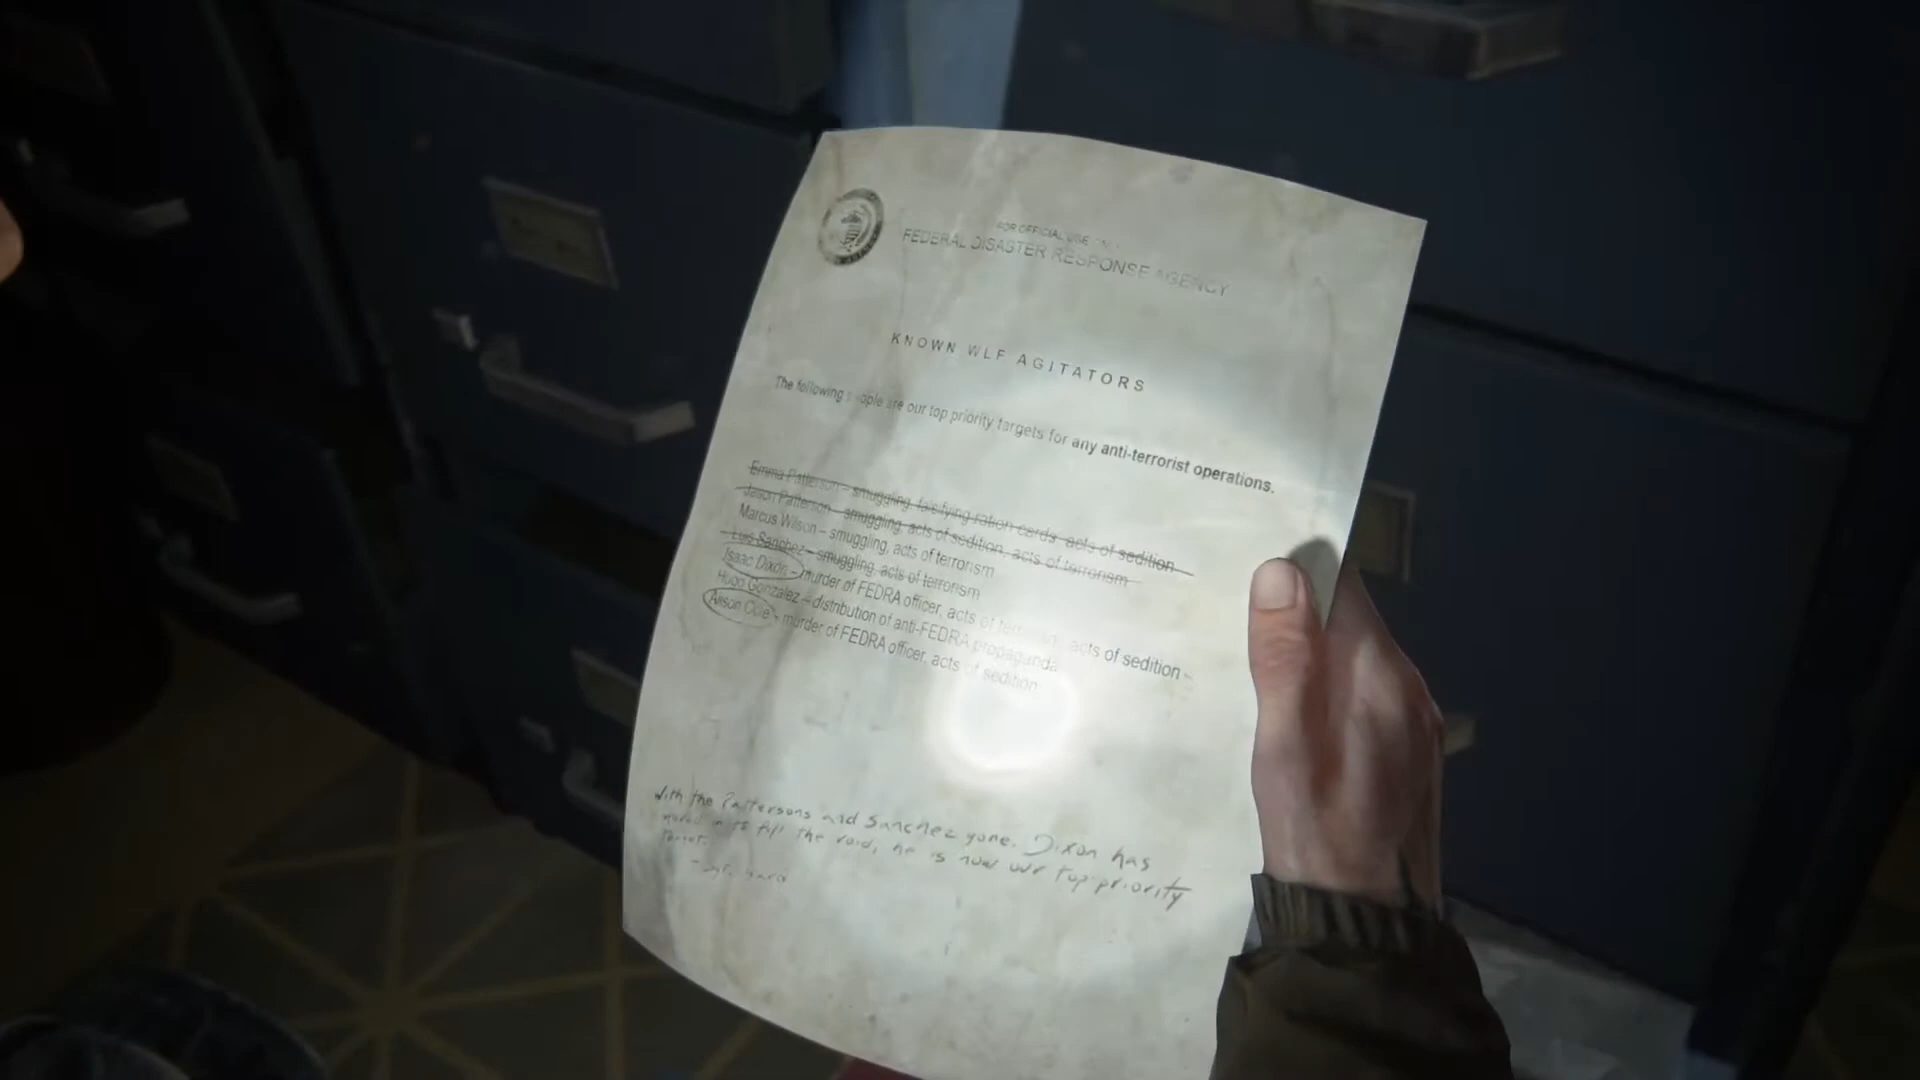 FOR OFFICIAL USE ONLY
FEDERAL DISASTER RESPONSE AGENCY
KNOWN WLF AGITATORS
The following people are our top priority targets for any anti-terrorist operations.
Emma Patterson – smuggling, falsifying ration cards, acts of sedition
Jason Patterson – smuggling, acts of sedition, acts of terrorism
Marcus Wilson – smuggling, acts of terrorism
Luis Sanchez – smuggling, acts of terrorism
Isaac Dixon – murder of FEDRA officer, acts of terrorism, acts of sedition –
Hugo Gonzalez – distribution of anti-FEDRA propaganda
Alison Cole – murder of FEDRA officer, acts of sedition
With the Pattersons and Sanchez gone, Dixon has
moved in to fill the void, he is now our top priority
target.